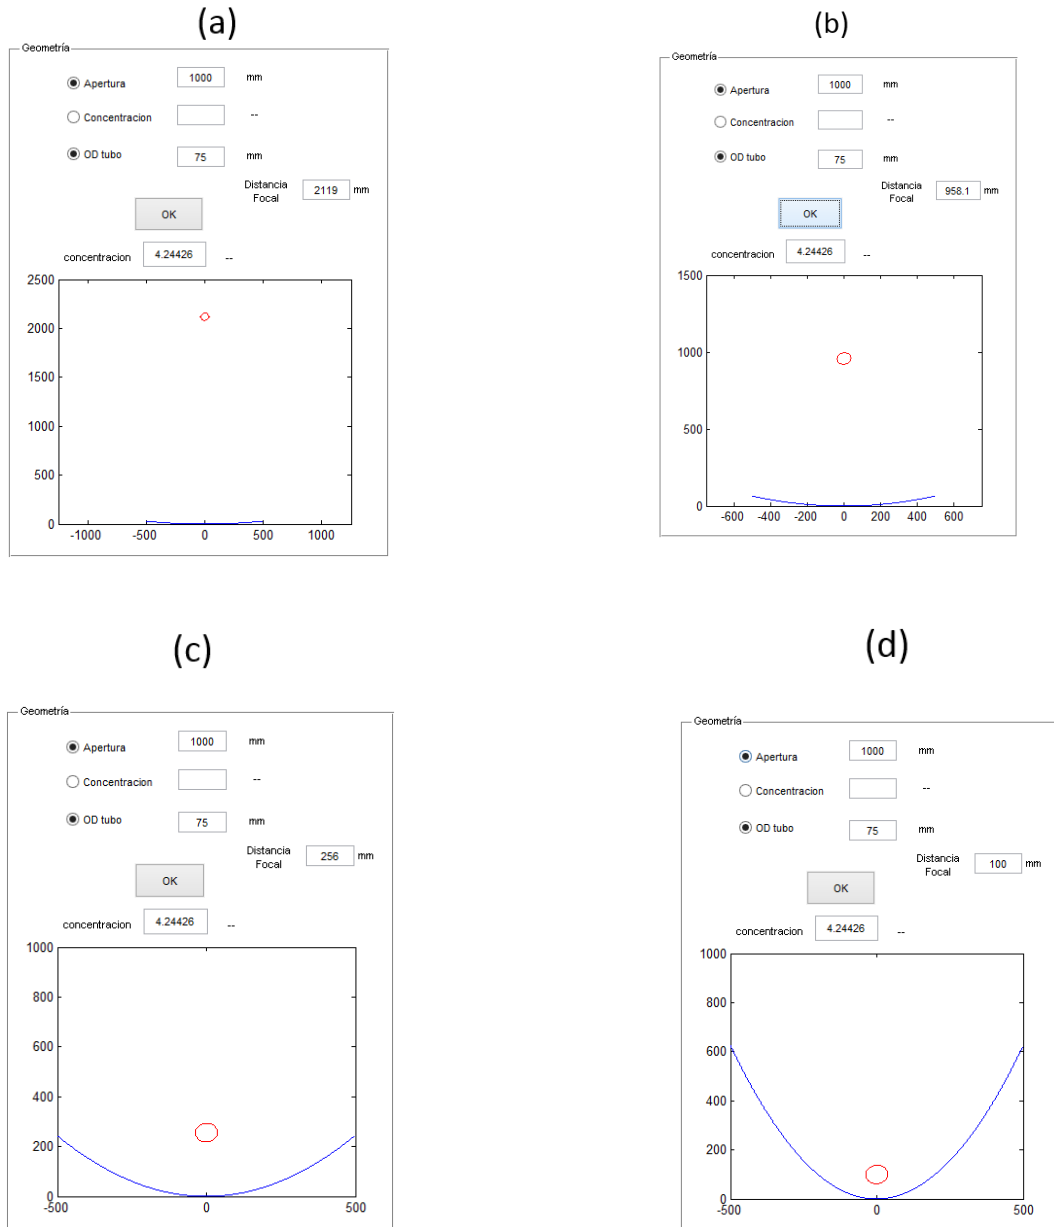 (a)
Geometría
Apertura 1000 mm
Concentracion --
OD tubo 75 mm
Distancia
Focal 2119 mm
OK
concentracion 4.24426 --
2500
2000
1500
1000
500
0
-1000 -500 0 500 1000
(b)
Geometría
Apertura 1000 mm
Concentracion --
OD tubo 75 mm
Distancia
Focal 958.1 mm
OK
concentracion 4.24426 --
1500
1000
500
0
-600 -400 -200 0 200 400 600
(c)
Geometría
Apertura 1000 mm
Concentracion --
OD tubo 75 mm
Distancia
Focal 256 mm
OK
concentracion 4.24426 --
1000
800
600
400
200
0
-500 0 500
(d)
Geometría
Apertura 1000 mm
Concentracion --
OD tubo 75 mm
Distancia
Focal 100 mm
OK
concentracion 4.24426 --
1000
800
600
400
200
0
-500 0 500